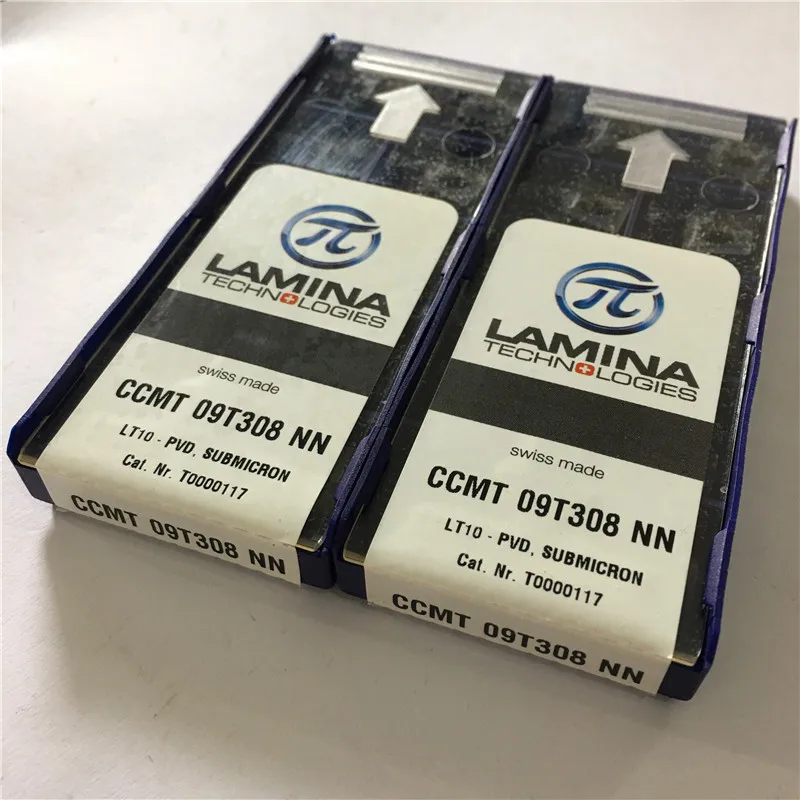 π
LAMINA
TECHNOLOGIES
swiss made
CCMT 09T308 NN
LT10 - PVD, SUBMICRON
Cat. Nr. T0000117
CCMT 09T308 NN
π
LAMINA
TECHNOLOGIES
swiss made
CCMT 09T308 NN
LT10 - PVD, SUBMICRON
Cat. Nr. T0000117
CCMT 09T308 NN